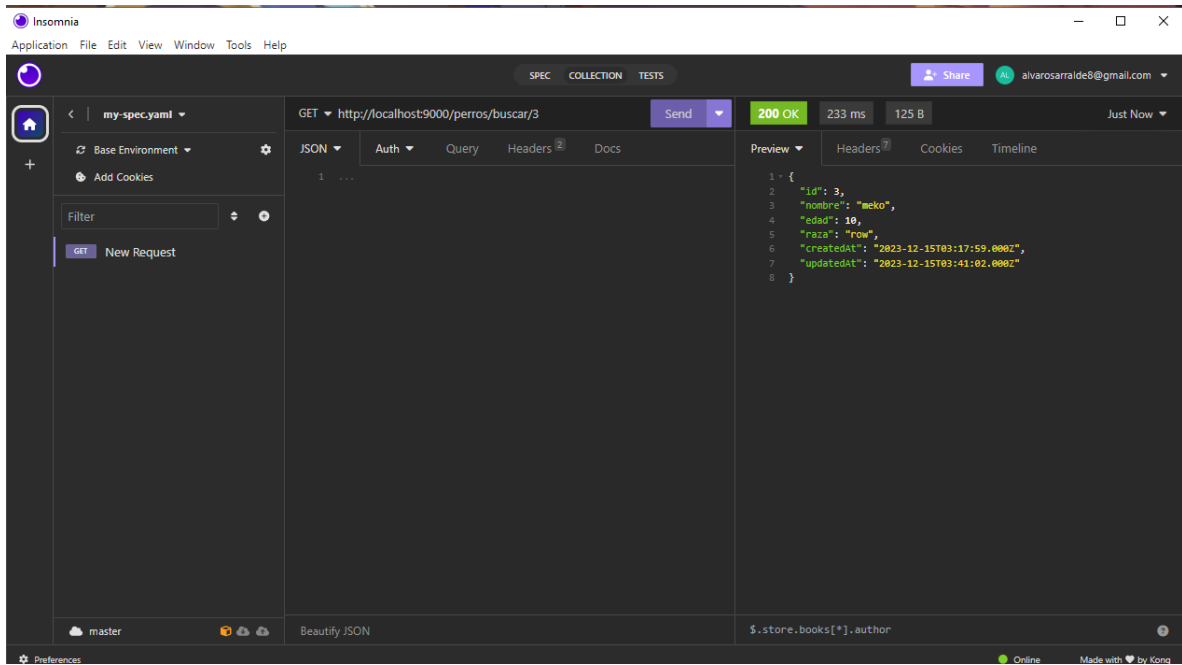 Insomnia
Application File Edit View Window Tools Help
SPEC COLLECTION TESTS
Share
AL
alvarosarralde8@gmail.com
my-spec.yaml
GET http://localhost:9000/perros/buscar/3
Send
200 OK 233 ms 125 B
Just Now
Base Environment
JSON Auth Query Headers 2 Docs
Preview Headers 7 Cookies Timeline
Add Cookies
Filter
GET New Request
1 ...
1 {
2 "id": 3,
3 "nombre": "meko",
4 "edad": 10,
5 "raza": "row",
6 "createdAt": "2023-12-15T03:17:59.000Z",
7 "updatedAt": "2023-12-15T03:41:02.000Z"
8 }
master
Beautify JSON
$.store.books[*].author
Preferences
Online
Made with ♥ by Kong